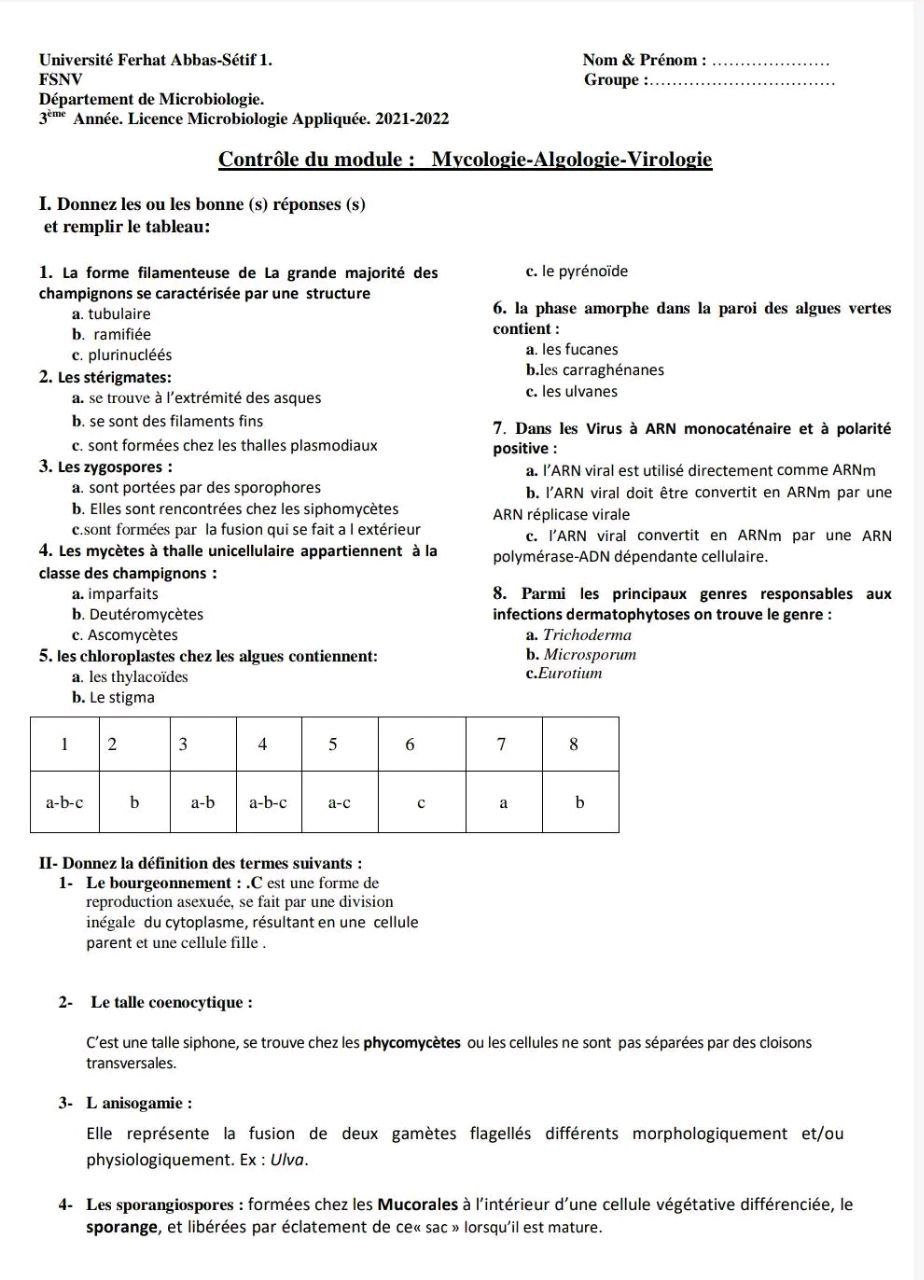 Université Ferhat Abbas-Sétif 1.
Nom & Prénom : …………………
FSNV
Groupe :……………………………
Département de Microbiologie.
3ème Année. Licence Microbiologie Appliquée. 2021-2022
Contrôle du module : Mycologie-Algologie-Virologie
I. Donnez les ou les bonne (s) réponses (s)
et remplir le tableau:
1. La forme filamenteuse de La grande majorité des
champignons se caractérisée par une structure
a. tubulaire
b. ramifiée
c. plurinucléés
2. Les stérigmates:
a. se trouve à l'extrémité des asques
b. se sont des filaments fins
c. sont formées chez les thalles plasmodiaux
3. Les zygospores :
a. sont portées par des sporophores
b. Elles sont rencontrées chez les siphomycètes
c.sont formées par la fusion qui se fait a l extérieur
4. Les mycètes à thalle unicellulaire appartiennent à la
classe des champignons :
a. imparfaits
b. Deutéromycètes
c. Ascomycètes
5. les chloroplastes chez les algues contiennent:
a. les thylacoïdes
b. Le stigma
c. le pyrénoïde
6. la phase amorphe dans la paroi des algues vertes
contient :
a. les fucanes
b.les carraghénanes
c. les ulvanes
7. Dans les Virus à ARN monocaténaire et à polarité
positive :
a. l'ARN viral est utilisé directement comme ARNm
b. l'ARN viral doit être convertit en ARNm par une
ARN réplicase virale
c. l'ARN viral convertit en ARNm par une ARN
polymérase-ADN dépendante cellulaire.
8. Parmi les principaux genres responsables aux
infections dermatophytoses on trouve le genre :
a. Trichoderma
b. Microsporum
c.Eurotium
1 2 3 4 5 6 7 8
a-b-c b a-b a-b-c a-c c a b
II- Donnez la définition des termes suivants :
1- Le bourgeonnement : .C est une forme de
reproduction asexuée, se fait par une division
inégale du cytoplasme, résultant en une cellule
parent et une cellule fille .
2- Le talle coenocytique :
C'est une talle siphone, se trouve chez les phycomycètes ou les cellules ne sont pas séparées par des cloisons
transversales.
3- L anisogamie :
Elle représente la fusion de deux gamètes flagellés différents morphologiquement et/ou
physiologiquement. Ex : Ulva.
4- Les sporangiospores : formées chez les Mucorales à l'intérieur d'une cellule végétative différenciée, le
sporange, et libérées par éclatement de ce« sac » lorsqu'il est mature.